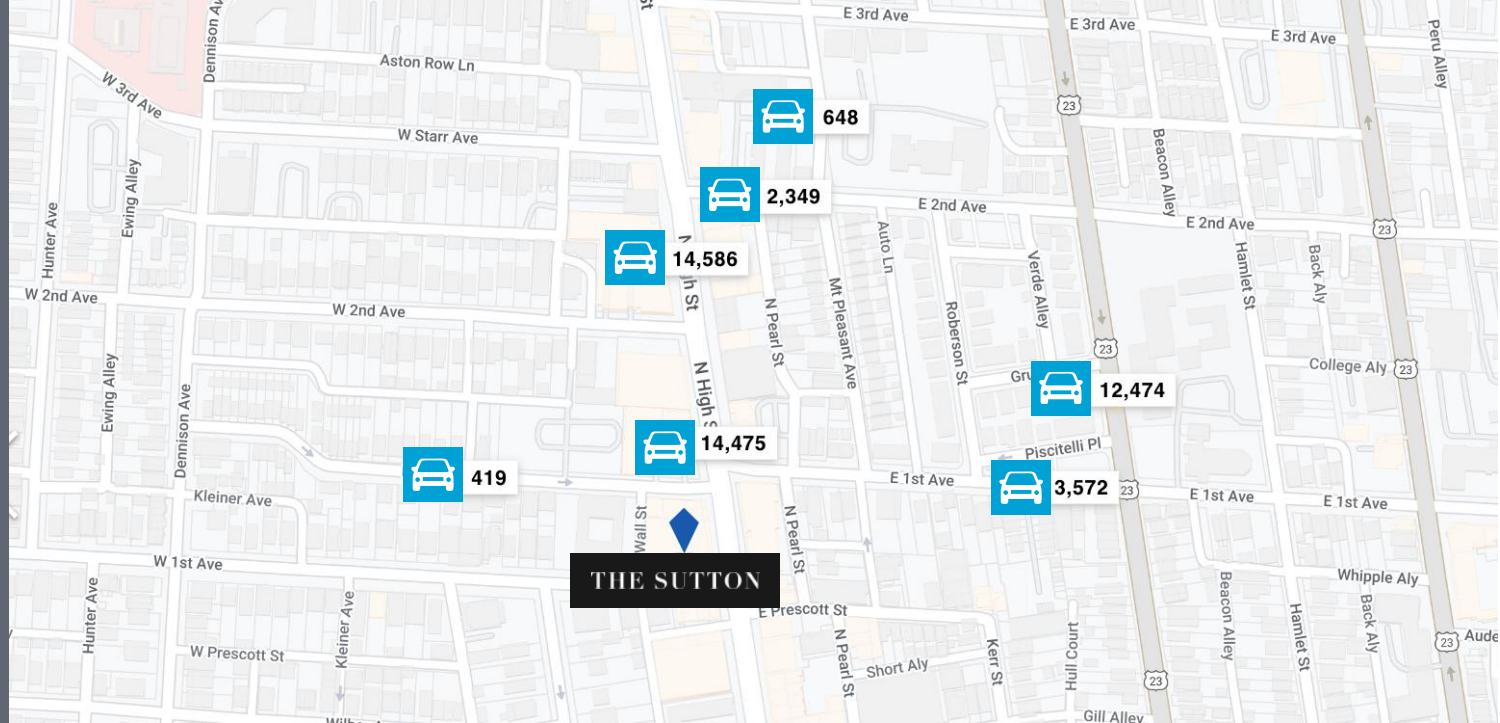 E 3rd Ave
E 3rd Ave
E 3rd Ave
Peru Alley
Aston Row Ln
W 3rd Ave
23
648
W Starr Ave
Beacon Alley
Ewing Alley
2,349
E 2nd Ave
E 2nd Ave
23
Hunter Ave
14,586
Auto Ln
Verde Alley
Hamlet St
Back Aly
W 2nd Ave
W 2nd Ave
N Pearl St
Mt Pleasant Ave
Roberson St
23
College Aly
23
N High S
Ewing Alley
12,474
Dennison Ave
14,475
Piscitelli Pl
419
E 1st Ave
3,572
23
E 1st Ave
E 1st Ave
Kleiner Ave
Wall St
N Pearl St
W 1st Ave
THE SUTTON
Whipple Aly
E Prescott St
Hunter Ave
Kleiner Ave
Beacon Alley
Hamlet St
Back Aly
23
Aude
W Prescott St
N Pearl St
Short Aly
Kerr St
Hull Court
23
Gill Alley